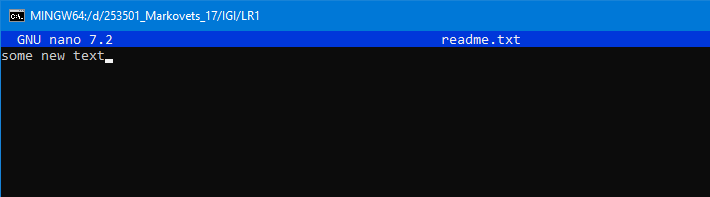 MINGW64:/d/253501_Markovets_17/IGI/LR1
GNU nano 7.2 readme.txt
some new text